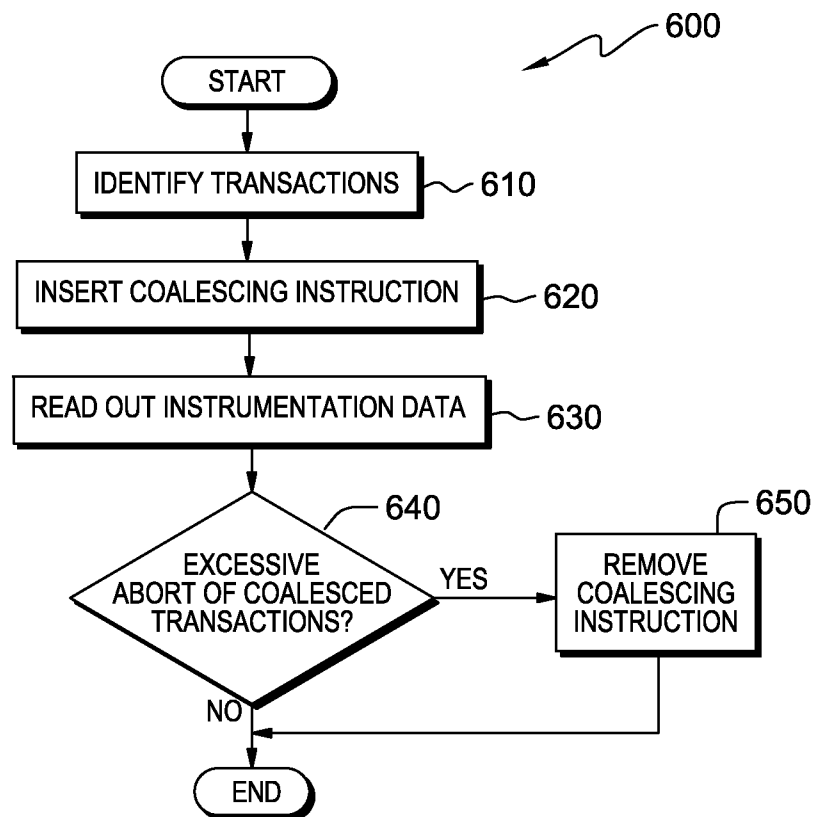 600
START
IDENTIFY TRANSACTIONS
610
INSERT COALESCING INSTRUCTION
620
READ OUT INSTRUMENTATION DATA
630
640
EXCESSIVE
ABORT OF COALESCED
TRANSACTIONS?
YES
650
REMOVE
COALESCING
INSTRUCTION
NO
END